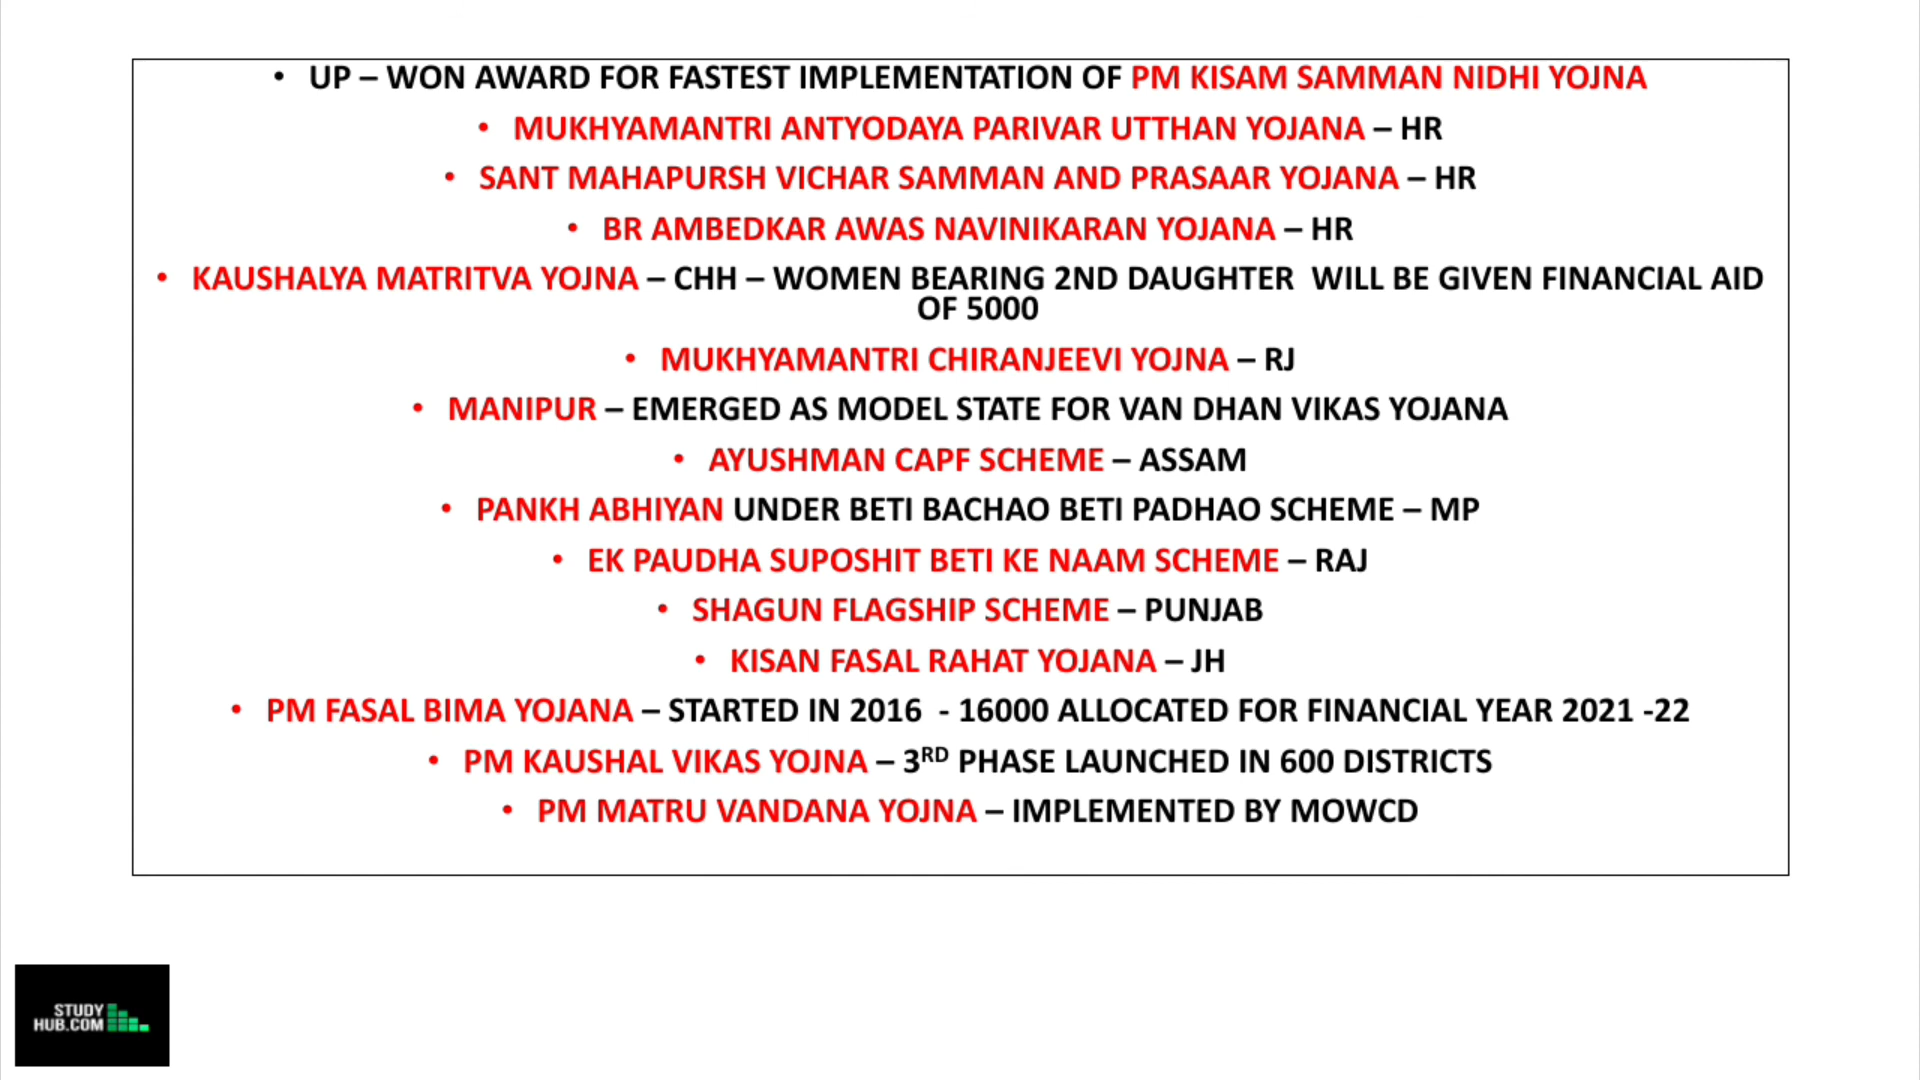 • UP – WON AWARD FOR FASTEST IMPLEMENTATION OF PM KISAM SAMMAN NIDHI YOJNA
• MUKHYAMANTRI ANTYODAYA PARIVAR UTTHAN YOJANA – HR
• SANT MAHAPURSH VICHAR SAMMAN AND PRASAAR YOJANA – HR
• BR AMBEDKAR AWAS NAVINIKARAN YOJANA – HR
• KAUSHALYA MATRITVA YOJNA – CHH – WOMEN BEARING 2ND DAUGHTER  WILL BE GIVEN FINANCIAL AID
OF 5000
• MUKHYAMANTRI CHIRANJEEVI YOJNA – RJ
• MANIPUR – EMERGED AS MODEL STATE FOR VAN DHAN VIKAS YOJANA
• AYUSHMAN CAPF SCHEME – ASSAM
• PANKH ABHIYAN UNDER BETI BACHAO BETI PADHAO SCHEME – MP
• EK PAUDHA SUPOSHIT BETI KE NAAM SCHEME – RAJ
• SHAGUN FLAGSHIP SCHEME – PUNJAB
• KISAN FASAL RAHAT YOJANA – JH
• PM FASAL BIMA YOJANA – STARTED IN 2016  - 16000 ALLOCATED FOR FINANCIAL YEAR 2021 -22
• PM KAUSHAL VIKAS YOJNA – 3RD PHASE LAUNCHED IN 600 DISTRICTS
• PM MATRU VANDANA YOJNA – IMPLEMENTED BY MOWCD
STUDY
HUB.COM